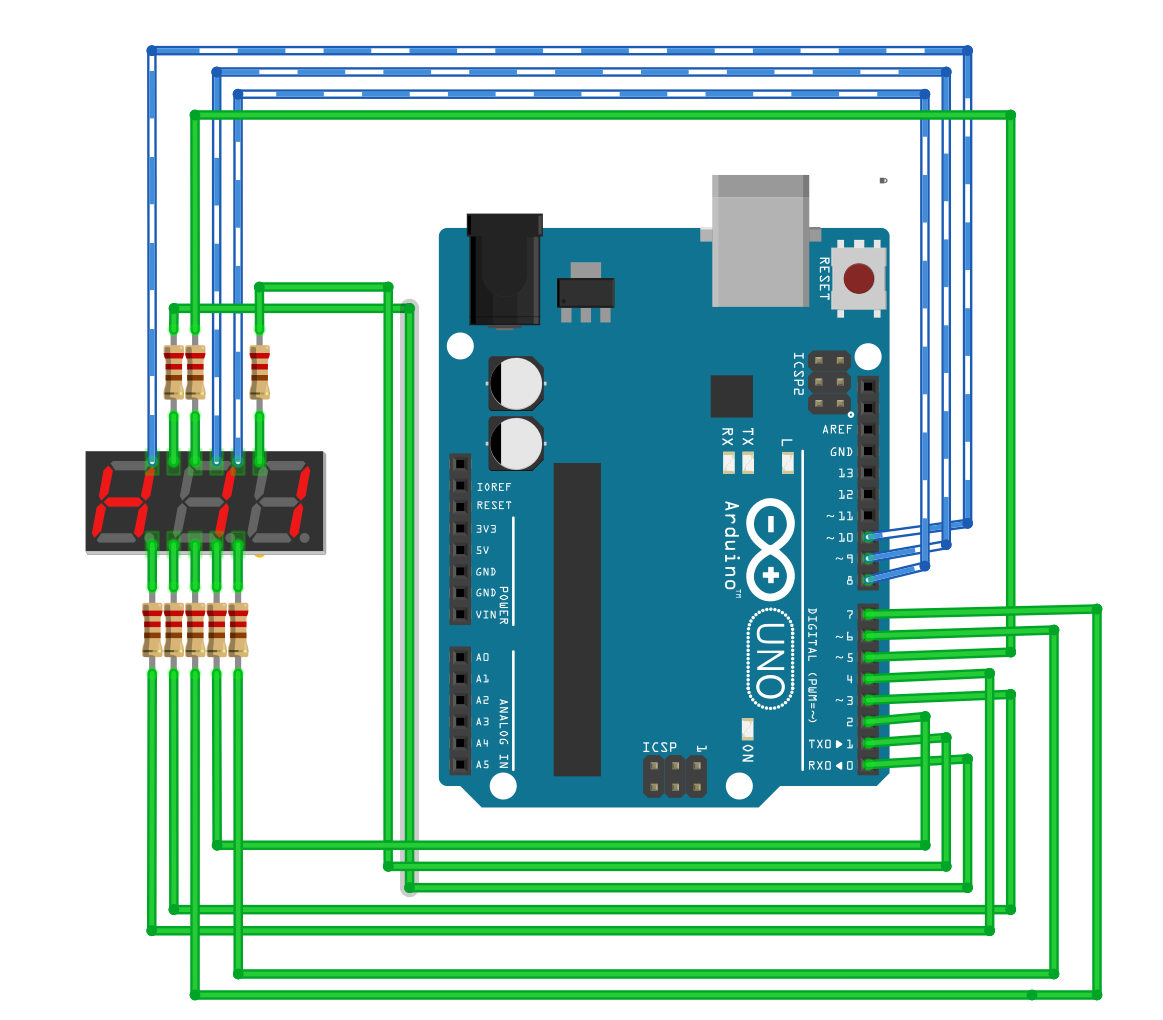 RESET
ICSP2
AREF
GND
13
12
~11
~10
~9
8
RX
TX
L
IOREF
RESET
3V3
5V
GND
GND
VIN
POWER
Arduino™
UNO
DIGITAL (PWM=~)
7
~6
~5
4
~3
2
TX0▶1
RX0◀0
A0
A1
A2
A3
A4
A5
ANALOG IN
ICSP
1
ON